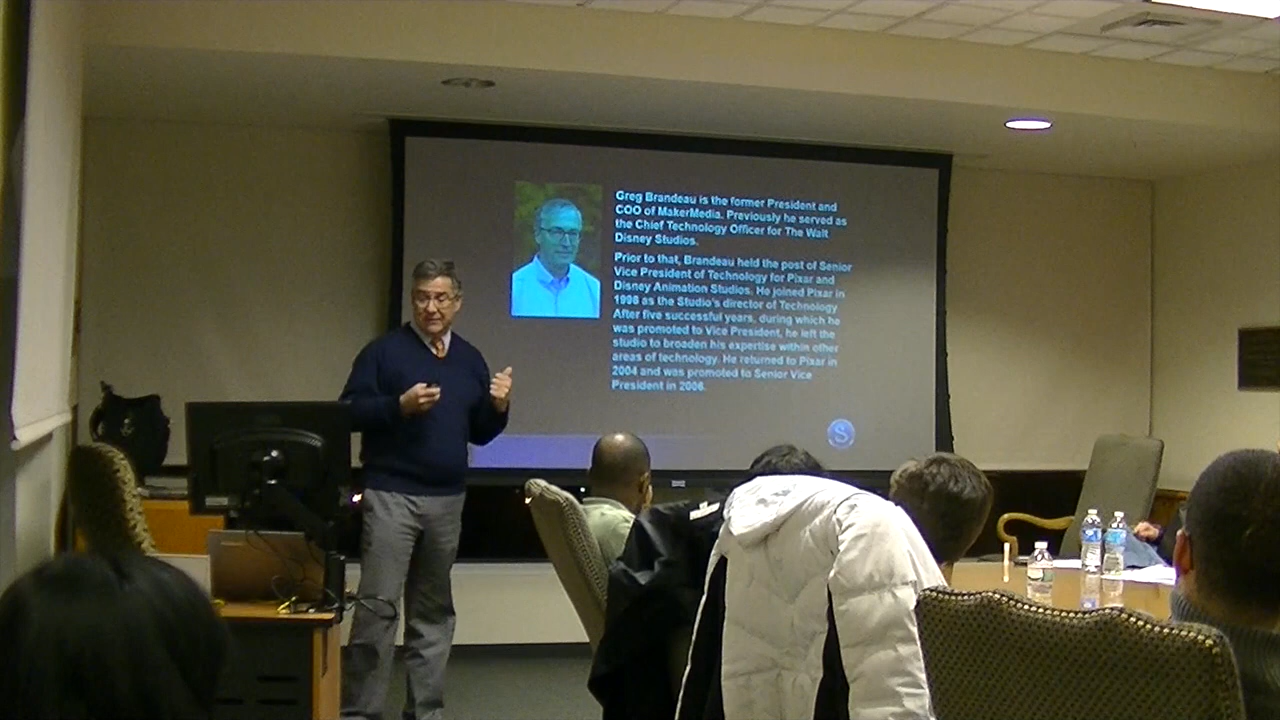 Greg Brandeau is the former President and
COO of MakerMedia. Previously he served as
the Chief Technology Officer for The Walt
Disney Studios.
Prior to that, Brandeau held the post of Senior
Vice President of Technology for Pixar and
Disney Animation Studios. He joined Pixar in
1996 as the Studio's director of Technology
After five successful years, during which he
was promoted to Vice President, he left the
studio to broaden his expertise within other
areas of technology. He returned to Pixar in
2004 and was promoted to Senior Vice
President in 2006.
S